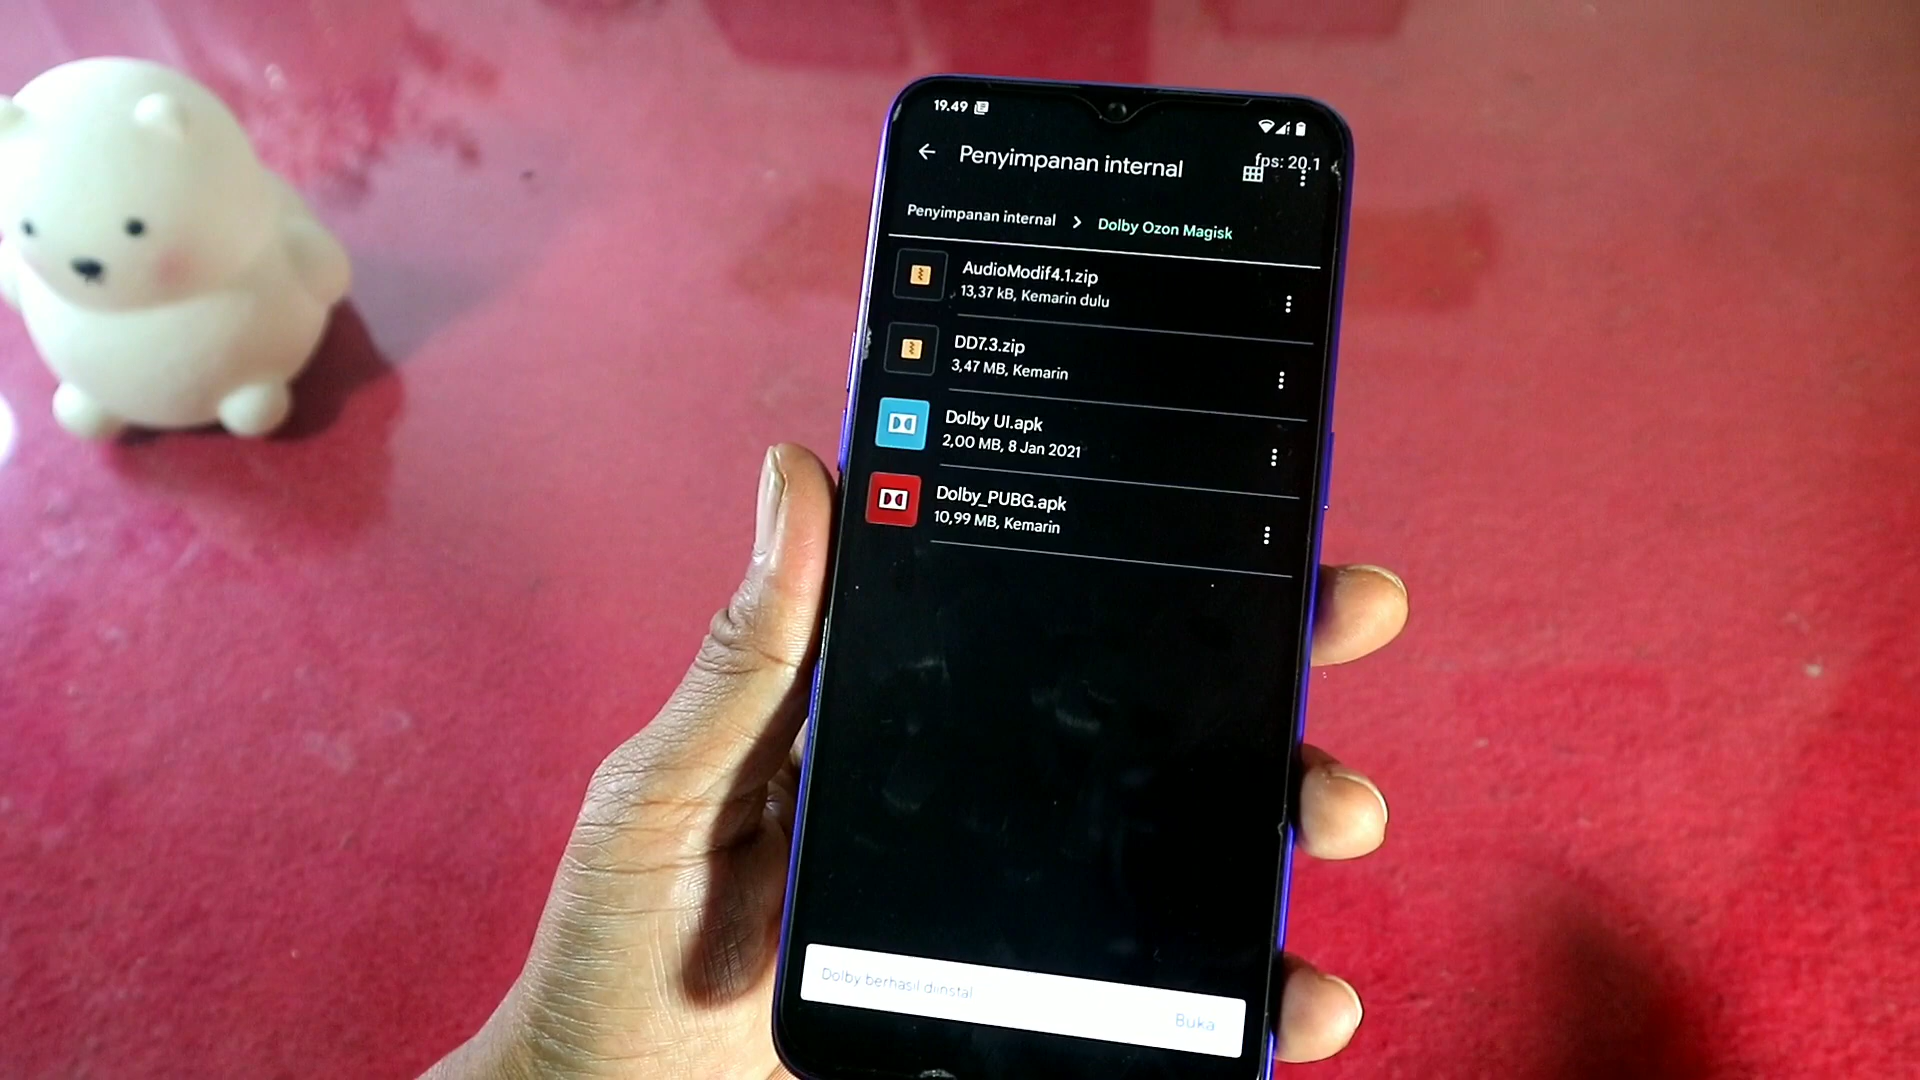 19.49
fps: 20.1
Penyimpanan internal
Penyimpanan internal > Dolby Ozon Magisk
AudioModif4.1.zip
13,37 kB, Kemarin dulu
DD7.3.zip
3,47 MB, Kemarin
Dolby UI.apk
2,00 MB, 8 Jan 2021
Dolby_PUBG.apk
10,99 MB, Kemarin
Dolby berhasil diinstal
Buka